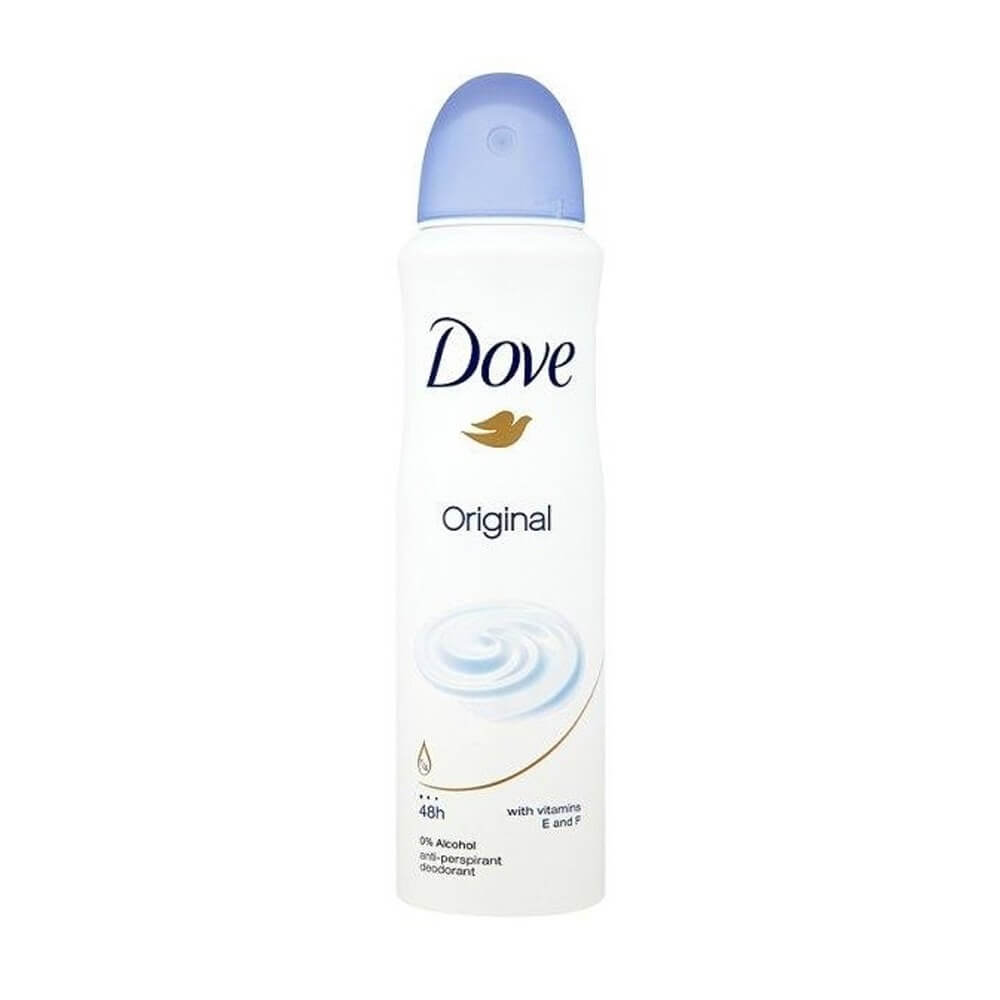 Dove
Original
48h
with vitamins
E and F
0% Alcohol
anti-perspirant
deodorant